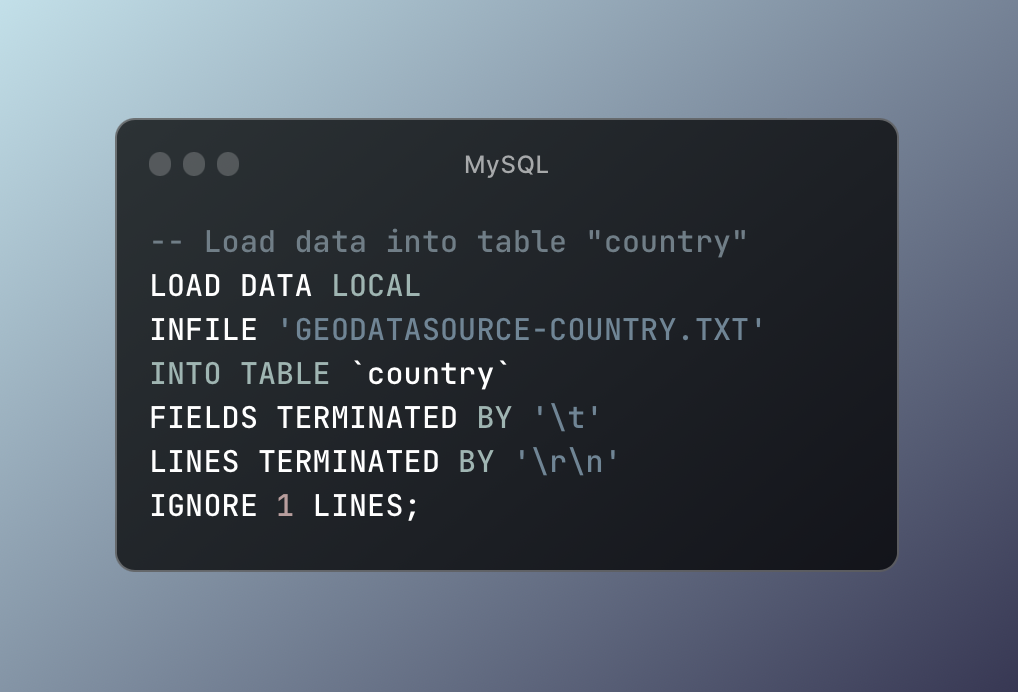 MySQL
-- Load data into table "country"
LOAD DATA LOCAL
INFILE 'GEODATASOURCE-COUNTRY.TXT'
INTO TABLE `country`
FIELDS TERMINATED BY '\t'
LINES TERMINATED BY '\r\n'
IGNORE 1 LINES;